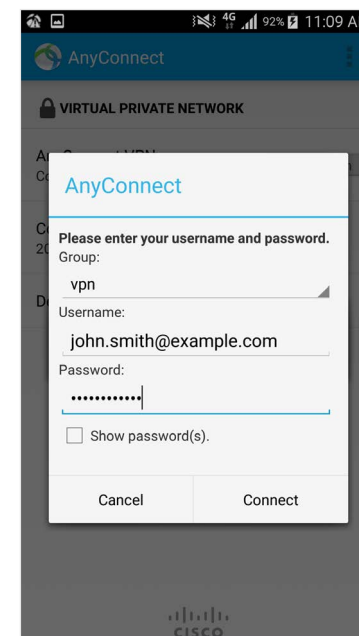 4G 92% 11:09 A
AnyConnect
VIRTUAL PRIVATE NETWORK
AnyConnect
Please enter your username and password.
Group:
vpn
Username:
john.smith@example.com
Password:
••••••••••••
Show password(s).
Cancel
Connect
CISCO